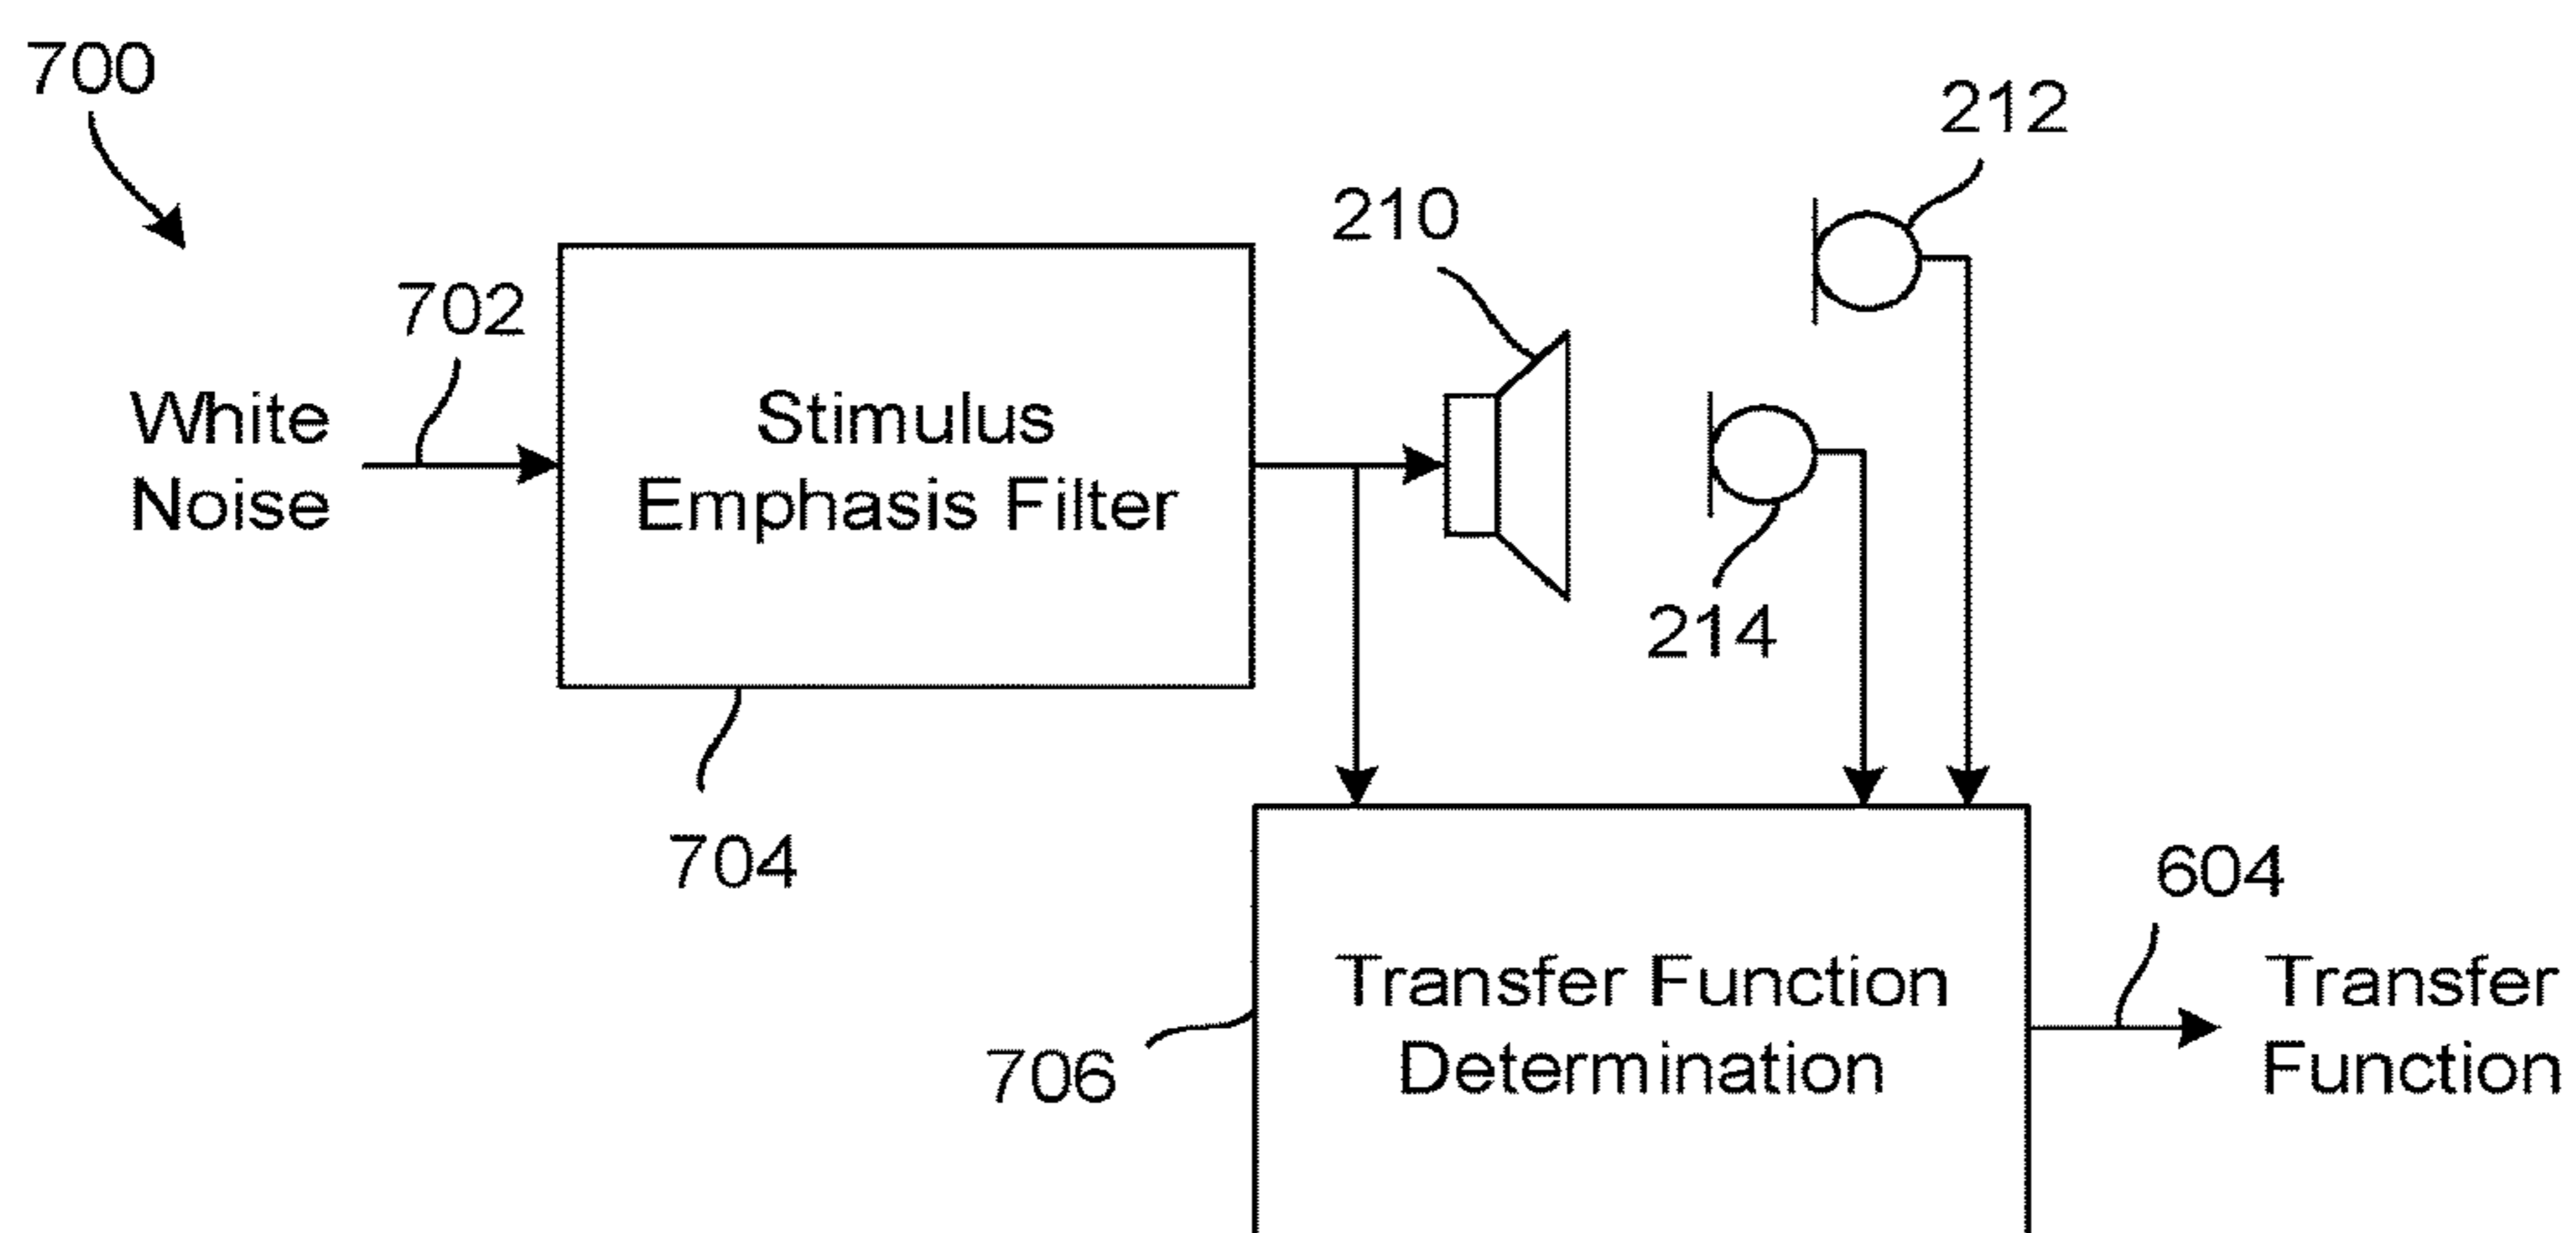 700
212
210
702
White
Noise
Stimulus
Emphasis Filter
214
704
604
Transfer Function
Determination
Transfer
Function
706